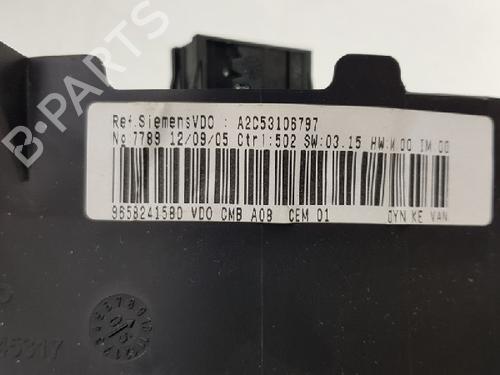 B-PARTS
Ref.SiemensVDO : A2C53106797
No 7789 12/09/05 Ctrl:502 SW:03.15 HW:M 00 IM 00
9658241580 VDO CMB A08 CEM 01 DYN KE VAN